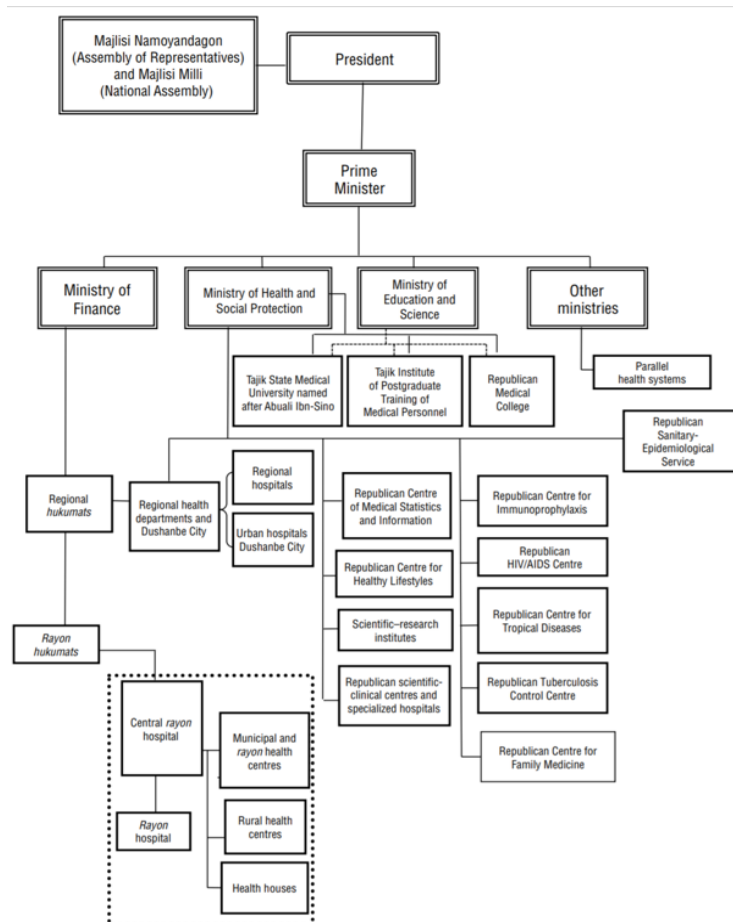 Majlisi Namoyandagon
(Assembly of Representatives)
and Majlisi Milli
(National Assembly)
President
Prime
Minister
Ministry of
Finance
Ministry of Health and
Social Protection
Ministry of
Education and
Science
Other
ministries
Tajik State Medical
University named
after Abuali Ibn-Sino
Tajik Institute
of Postgraduate
Training of
Medical Personnel
Republican
Medical
College
Parallel
health systems
Republican
Sanitary-
Epidemiological
Service
Regional
hukumats
Regional health
departments and
Dushanbe City
Regional
hospitals
Urban hospitals
Dushanbe City
Republican Centre
of Medical Statistics
and Information
Republican Centre for
Healthy Lifestyles
Scientific–research
institutes
Republican scientific-
clinical centres and
specialized hospitals
Republican Centre for
Immunoprophylaxis
Republican
HIV/AIDS Centre
Republican Centre for
Tropical Diseases
Republican Tuberculosis
Control Centre
Republican Centre for
Family Medicine
Rayon
hukumats
Central rayon
hospital
Rayon
hospital
Municipal and
rayon health
centres
Rural health
centres
Health houses